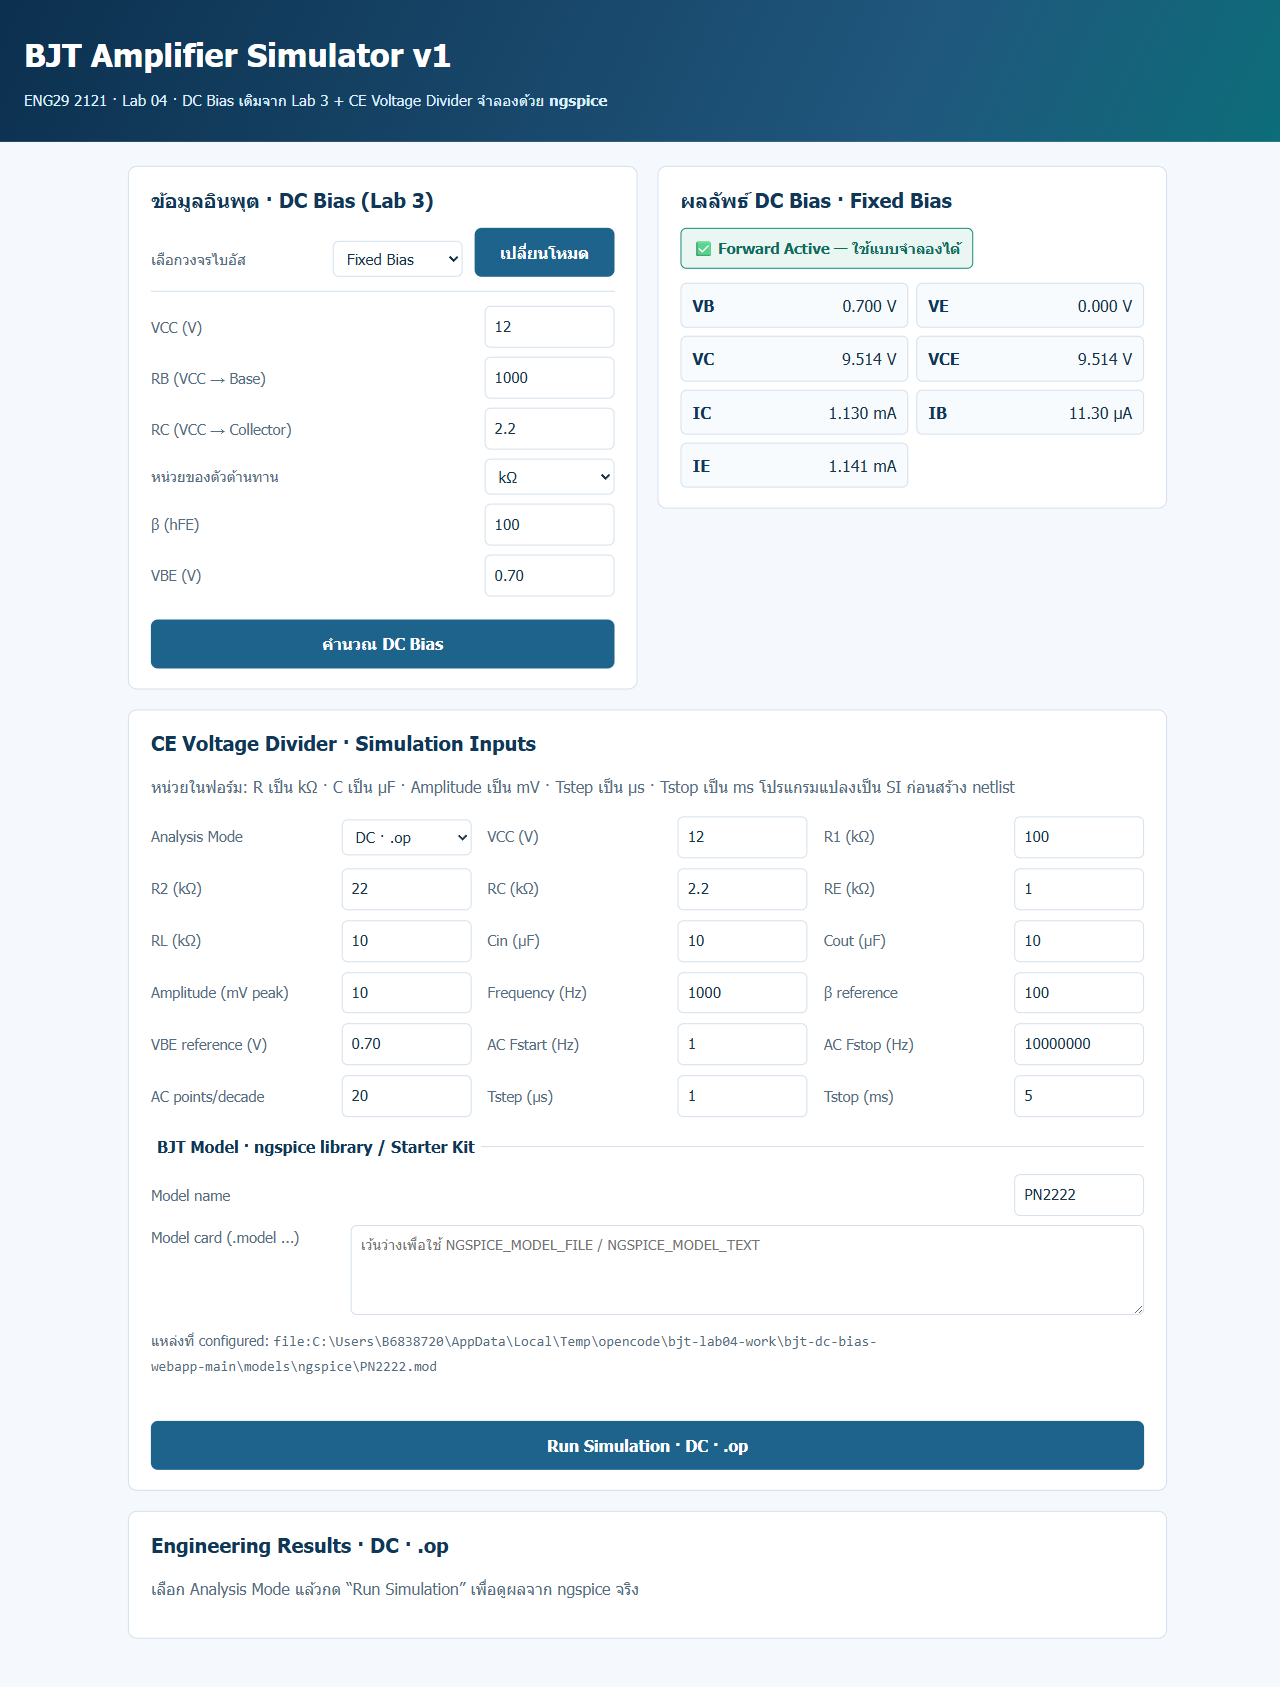 BJT Amplifier Simulator v1
ENG29 2121 · Lab 04 · DC Bias เดิมจาก Lab 3 + CE Voltage Divider จำลองด้วย ngspice
ข้อมูลอินพุต · DC Bias (Lab 3)
เลือกวงจรไบอัส
Fixed Bias
เปลี่ยนโหมด
VCC (V)
12
RB (VCC → Base)
1000
RC (VCC → Collector)
2.2
หน่วยของตัวต้านทาน
kΩ
β (hFE)
100
VBE (V)
0.70
คำนวณ DC Bias
ผลลัพธ์ DC Bias · Fixed Bias
✅ Forward Active — ใช้แบบจำลองได้
VB 0.700 V
VE 0.000 V
VC 9.514 V
VCE 9.514 V
IC 1.130 mA
IB 11.30 µA
IE 1.141 mA
CE Voltage Divider · Simulation Inputs
หน่วยในฟอร์ม: R เป็น kΩ · C เป็น µF · Amplitude เป็น mV · Tstep เป็น µs · Tstop เป็น ms โปรแกรมแปลงเป็น SI ก่อนสร้าง netlist
Analysis Mode DC · .op VCC (V) 12 R1 (kΩ) 100
R2 (kΩ) 22 RC (kΩ) 2.2 RE (kΩ) 1
RL (kΩ) 10 Cin (µF) 10 Cout (µF) 10
Amplitude (mV peak) 10 Frequency (Hz) 1000 β reference 100
VBE reference (V) 0.70 AC Fstart (Hz) 1 AC Fstop (Hz) 10000000
AC points/decade 20 Tstep (µs) 1 Tstop (ms) 5
BJT Model · ngspice library / Starter Kit
Model name PN2222
Model card (.model ...)
เว้นว่างเพื่อใช้ NGSPICE_MODEL_FILE / NGSPICE_MODEL_TEXT
แหล่งที่ configured: file:C:\Users\B6838720\AppData\Local\Temp\opencode\bjt-lab04-work\bjt-dc-bias-
webapp-main\models\ngspice\PN2222.mod
Run Simulation · DC · .op
Engineering Results · DC · .op
เลือก Analysis Mode แล้วกด “Run Simulation” เพื่อดูผลจาก ngspice จริง